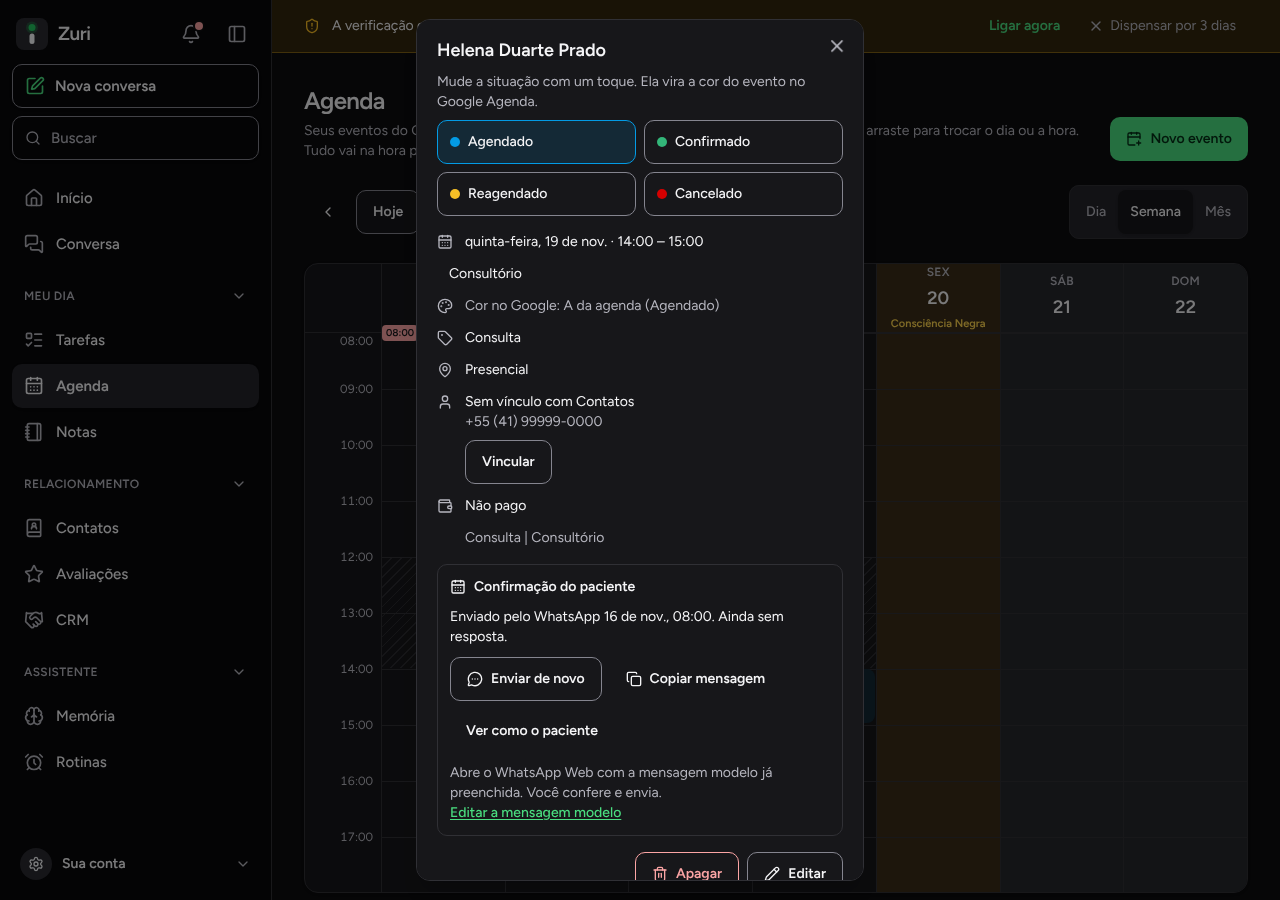 Zuri
Nova conversa
Buscar
Início
Conversa
MEU DIA
Tarefas
Agenda
Notas
RELACIONAMENTO
Contatos
Avaliações
CRM
ASSISTENTE
Memória
Rotinas
Sua conta
A verificação
Ligar agora
Dispensar por 3 dias
Agenda
Seus eventos do
arraste para trocar o dia ou a hora.
Tudo vai na hora
Novo evento
Hoje
Dia
Semana
Mês
SEX
20
Consciência Negra
SÁB
21
DOM
22
08:00
08:00
09:00
10:00
11:00
12:00
13:00
14:00
15:00
16:00
17:00
Helena Duarte Prado
Mude a situação com um toque. Ela vira a cor do evento no
Google Agenda.
Agendado
Confirmado
Reagendado
Cancelado
quinta-feira, 19 de nov. · 14:00 – 15:00
Consultório
Cor no Google: A da agenda (Agendado)
Consulta
Presencial
Sem vínculo com Contatos
+55 (41) 99999-0000
Vincular
Não pago
Consulta | Consultório
Confirmação do paciente
Enviado pelo WhatsApp 16 de nov., 08:00. Ainda sem
resposta.
Enviar de novo
Copiar mensagem
Ver como o paciente
Abre o WhatsApp Web com a mensagem modelo já
preenchida. Você confere e envia.
Editar a mensagem modelo
Apagar
Editar